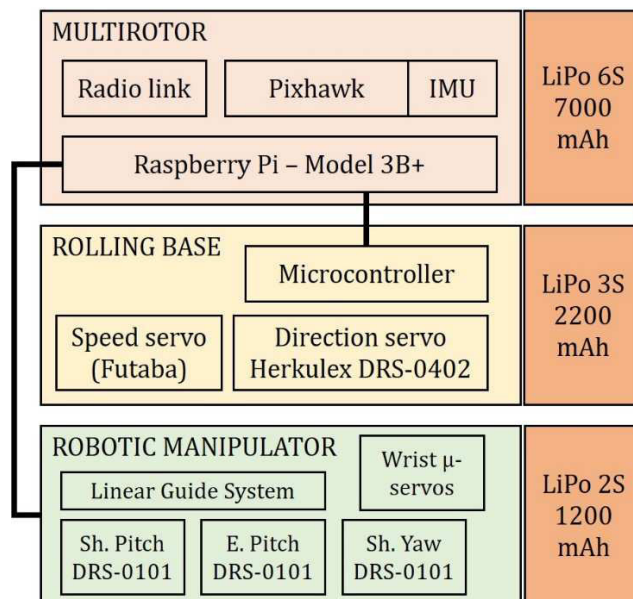 MULTIROTOR
Radio link
Pixhawk
IMU
Raspberry Pi – Model 3B+
LiPo 6S
7000
mAh
ROLLING BASE
Microcontroller
Speed servo
(Futaba)
Direction servo
Herkulex DRS-0402
LiPo 3S
2200
mAh
ROBOTIC MANIPULATOR
Wrist μ-
servos
Linear Guide System
Sh. Pitch
DRS-0101
E. Pitch
DRS-0101
Sh. Yaw
DRS-0101
LiPo 2S
1200
mAh